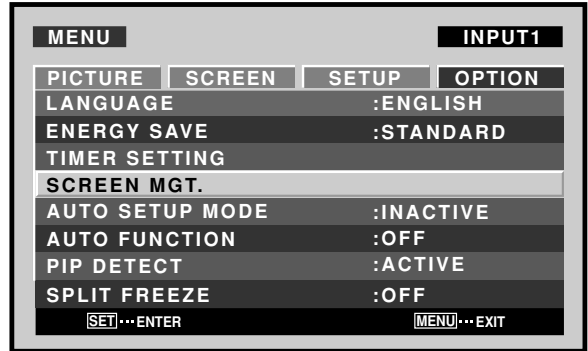 MENU INPUT1
PICTURE SCREEN SETUP OPTION
LANGUAGE :ENGLISH
ENERGY SAVE :STANDARD
TIMER SETTING
SCREEN MGT.
AUTO SETUP MODE :INACTIVE
AUTO FUNCTION :OFF
PIP DETECT :ACTIVE
SPLIT FREEZE :OFF
SET···ENTER MENU···EXIT